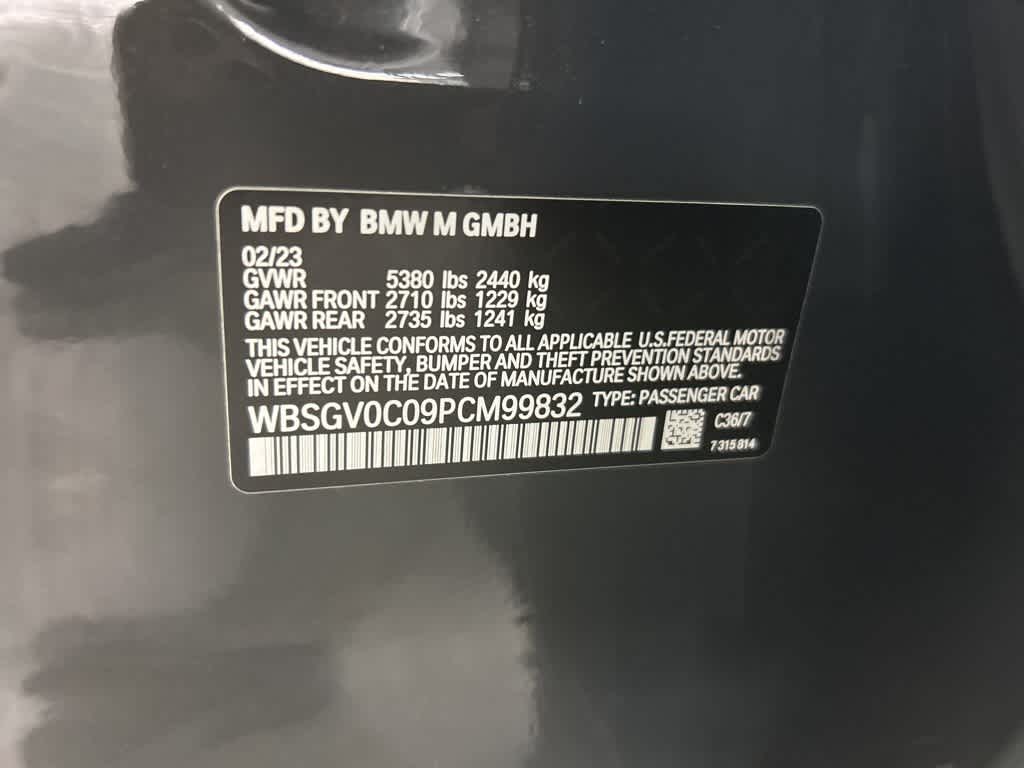 MFD BY BMW M GMBH
02/23
GVWR 5380 lbs 2440 kg
GAWR FRONT 2710 lbs 1229 kg
GAWR REAR 2735 lbs 1241 kg
THIS VEHICLE CONFORMS TO ALL APPLICABLE U.S.FEDERAL MOTOR
VEHICLE SAFETY, BUMPER AND THEFT PREVENTION STANDARDS
IN EFFECT ON THE DATE OF MANUFACTURE SHOWN ABOVE.
WBSGV0C09PCM99832 TYPE: PASSENGER CAR
C36/7
7 315 814